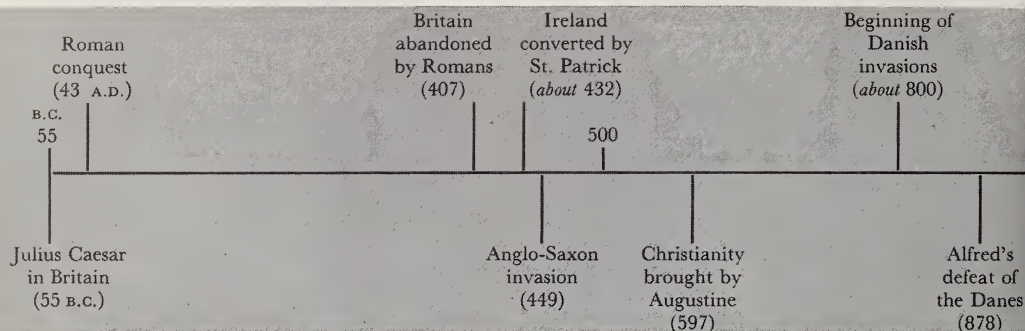 Roman
conquest
(43 A.D.)
B.C.
55
Britain
abandoned
by Romans
(407)
Ireland
converted by
St. Patrick
(about 432)
500
Beginning of
Danish
invasions
(about 800)
Julius Caesar
in Britain
(55 B.C.)
Anglo-Saxon
invasion
(449)
Christianity
brought by
Augustine
(597)
Alfred's
defeat of
the Danes
(878)